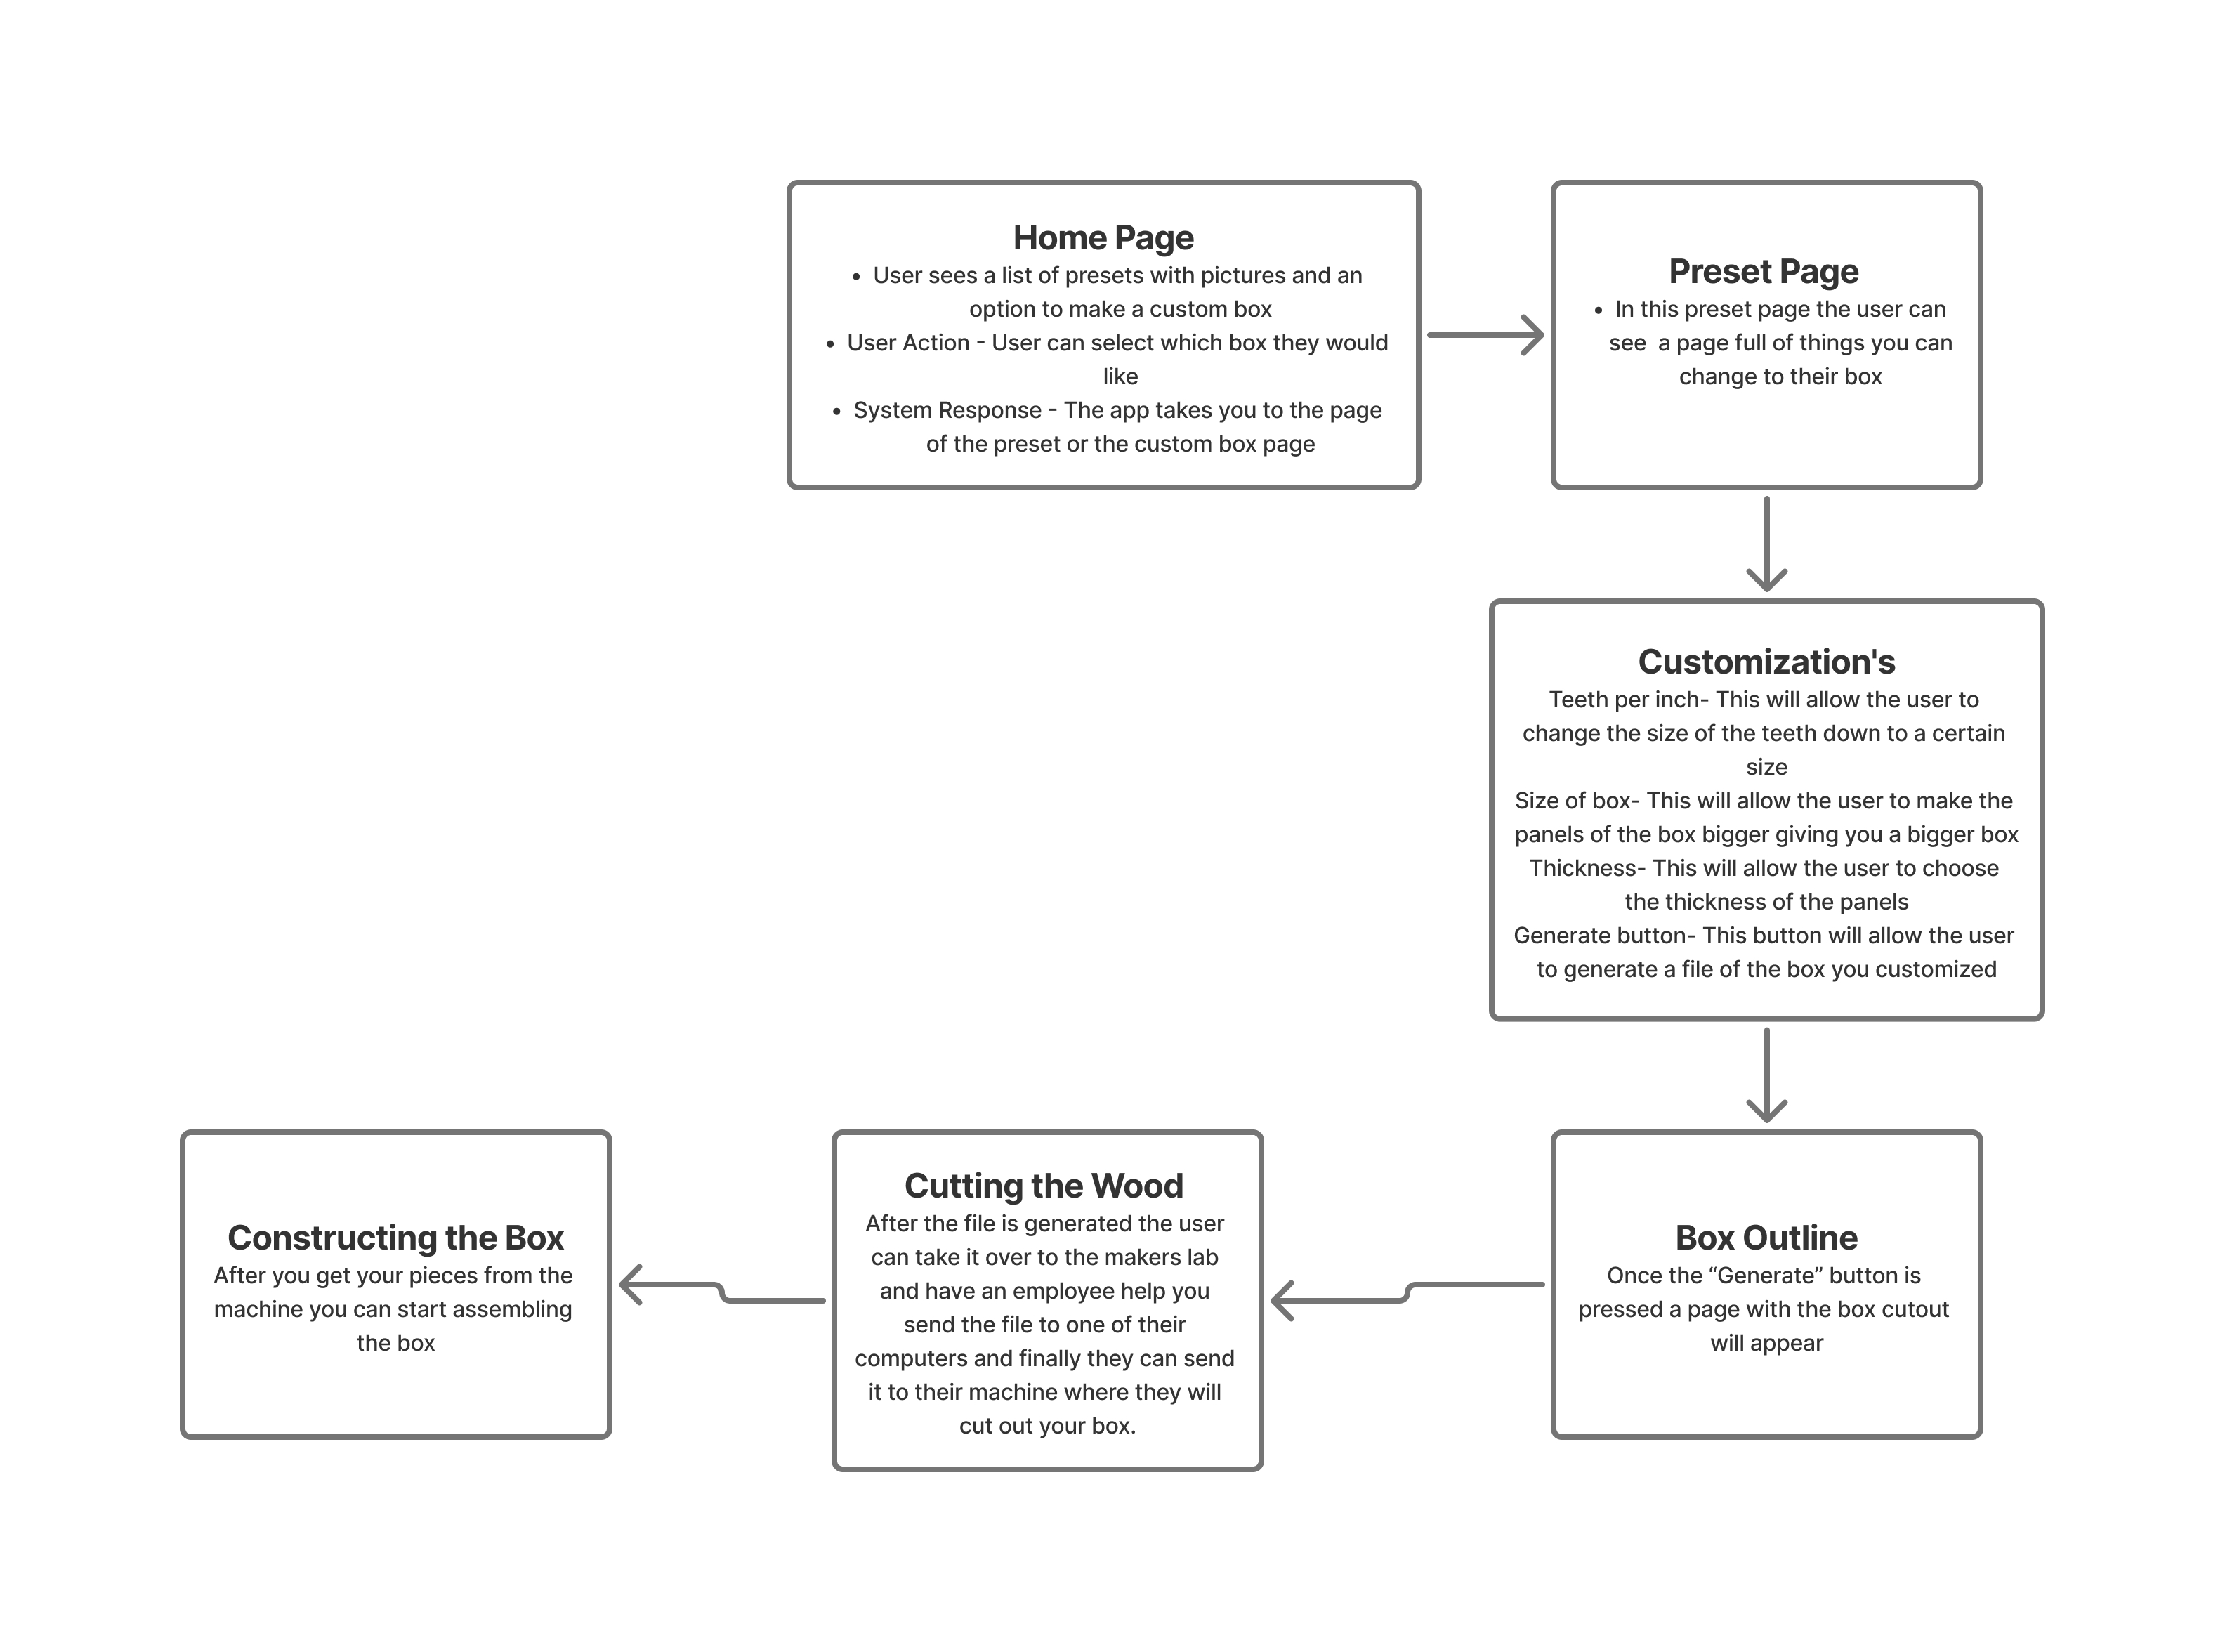 Home Page
• User sees a list of presets with pictures and an
option to make a custom box
• User Action - User can select which box they would
like
• System Response - The app takes you to the page
of the preset or the custom box page
Preset Page
• In this preset page the user can
see  a page full of things you can
change to their box
Customization's
Teeth per inch- This will allow the user to
change the size of the teeth down to a certain
size
Size of box- This will allow the user to make the
panels of the box bigger giving you a bigger box
Thickness- This will allow the user to choose
the thickness of the panels
Generate button- This button will allow the user
to generate a file of the box you customized
Box Outline
Once the “Generate” button is
pressed a page with the box cutout
will appear
Cutting the Wood
After the file is generated the user
can take it over to the makers lab
and have an employee help you
send the file to one of their
computers and finally they can send
it to their machine where they will
cut out your box.
Constructing the Box
After you get your pieces from the
machine you can start assembling
the box